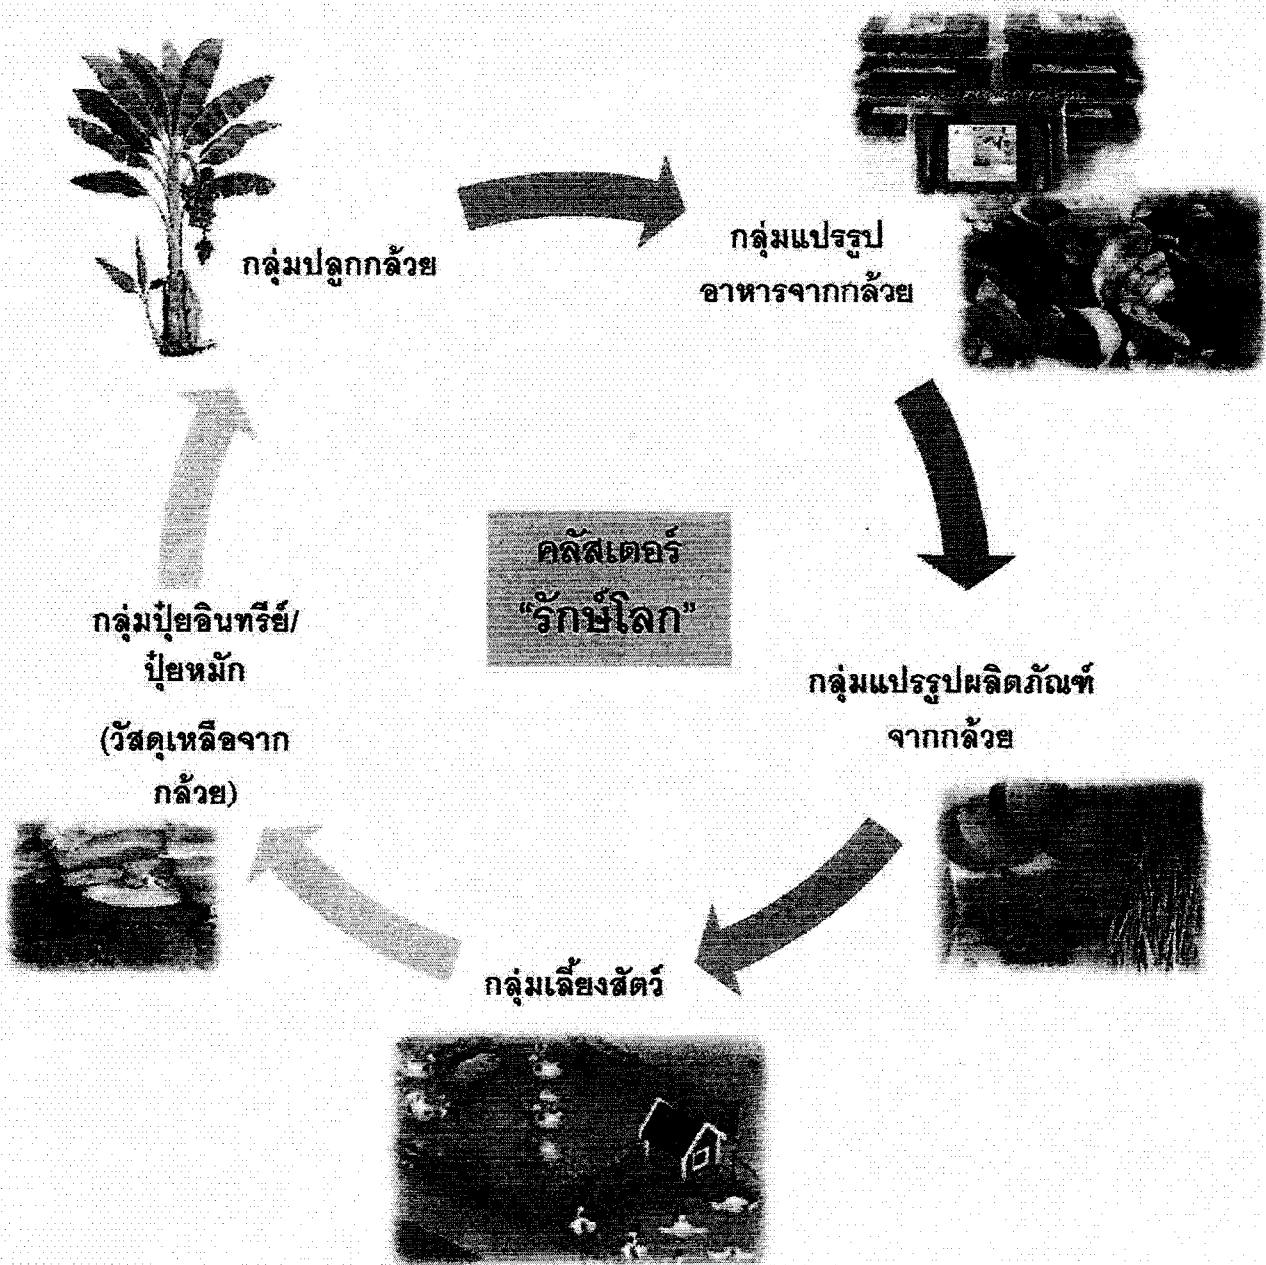 กลุ่มปลูกกล้วย
กลุ่มแปรรูป
อาหารจากกล้วย
คลัสเตอร์
“รักษ์โลก”
กลุ่มปุ๋ยอินทรีย์/
ปุ๋ยหมัก
(วัสดุเหลือจาก
กล้วย)
กลุ่มแปรรูปผลิตภัณฑ์
จากกล้วย
กลุ่มเลี้ยงสัตว์